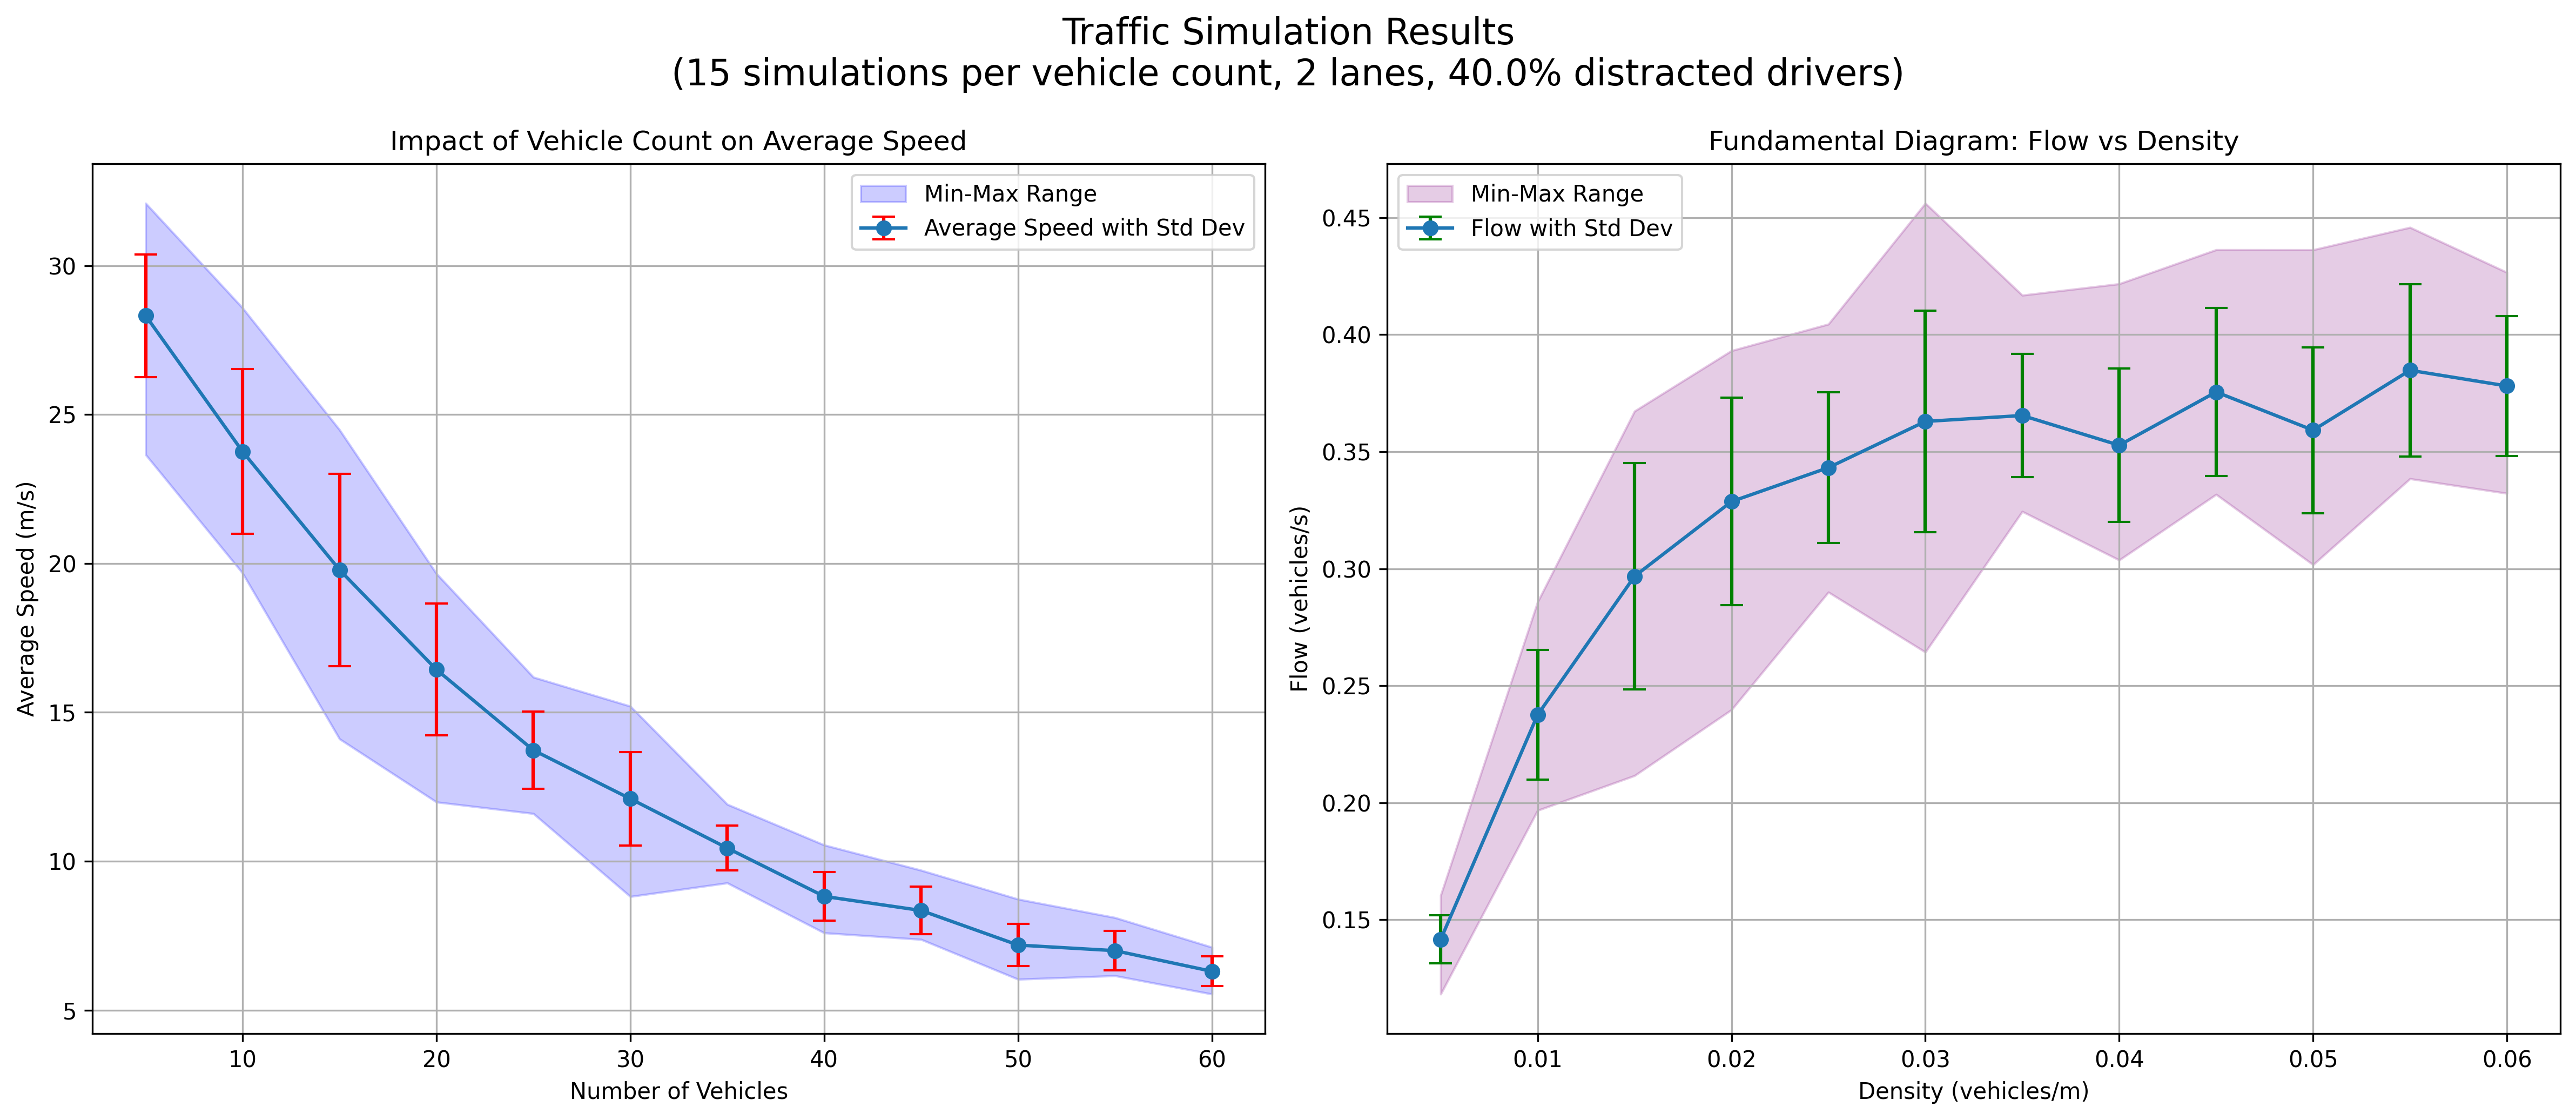 Traffic Simulation Results
(15 simulations per vehicle count, 2 lanes, 40.0% distracted drivers)
Impact of Vehicle Count on Average Speed
Min-Max Range
Average Speed with Std Dev
30
25
20
15
10
5
Average Speed (m/s)
10 20 30 40 50 60
Number of Vehicles
Fundamental Diagram: Flow vs Density
Min-Max Range
Flow with Std Dev
0.45
0.40
0.35
0.30
0.25
0.20
0.15
Flow (vehicles/s)
0.01 0.02 0.03 0.04 0.05 0.06
Density (vehicles/m)